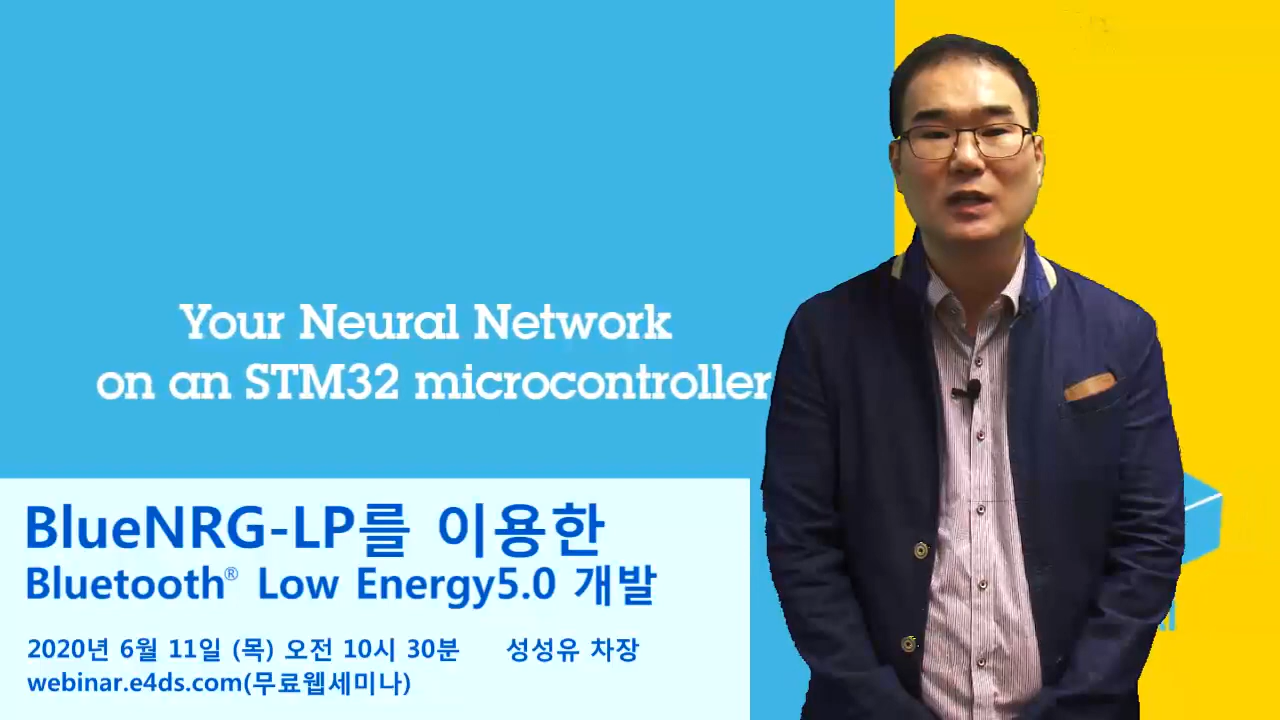 Your Neural Network
on an STM32 microcontroller
BlueNRG-LP를 이용한
Bluetooth® Low Energy5.0 개발
2020년 6월 11일 (목) 오전 10시 30분 성성유 차장
webinar.e4ds.com(무료웹세미나)